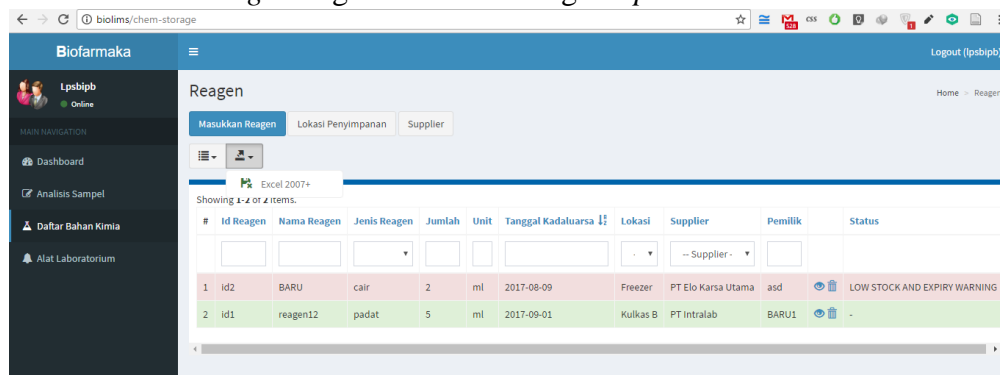 biolims/chem-storage
css
528
Biofarmaka
Logout (lpsbipb)
Lpsbipb
Online
Reagen
Home > Reagen
MAIN NAVIGATION
Masukkan Reagen Lokasi Penyimpanan Supplier
Dashboard
Excel 2007+
Analisis Sampel
Showing 1-2 of 2 items.
# Id Reagen Nama Reagen Jenis Reagen Jumlah Unit Tanggal Kadaluarsa Lokasi Supplier Pemilik Status
Daftar Bahan Kimia
-- Supplier -
Alat Laboratorium
1 id2 BARU cair 2 ml 2017-08-09 Freezer PT Elo Karsa Utama asd LOW STOCK AND EXPIRY WARNING
2 id1 reagen12 padat 5 ml 2017-09-01 Kulkas B PT Intralab BARU1 -